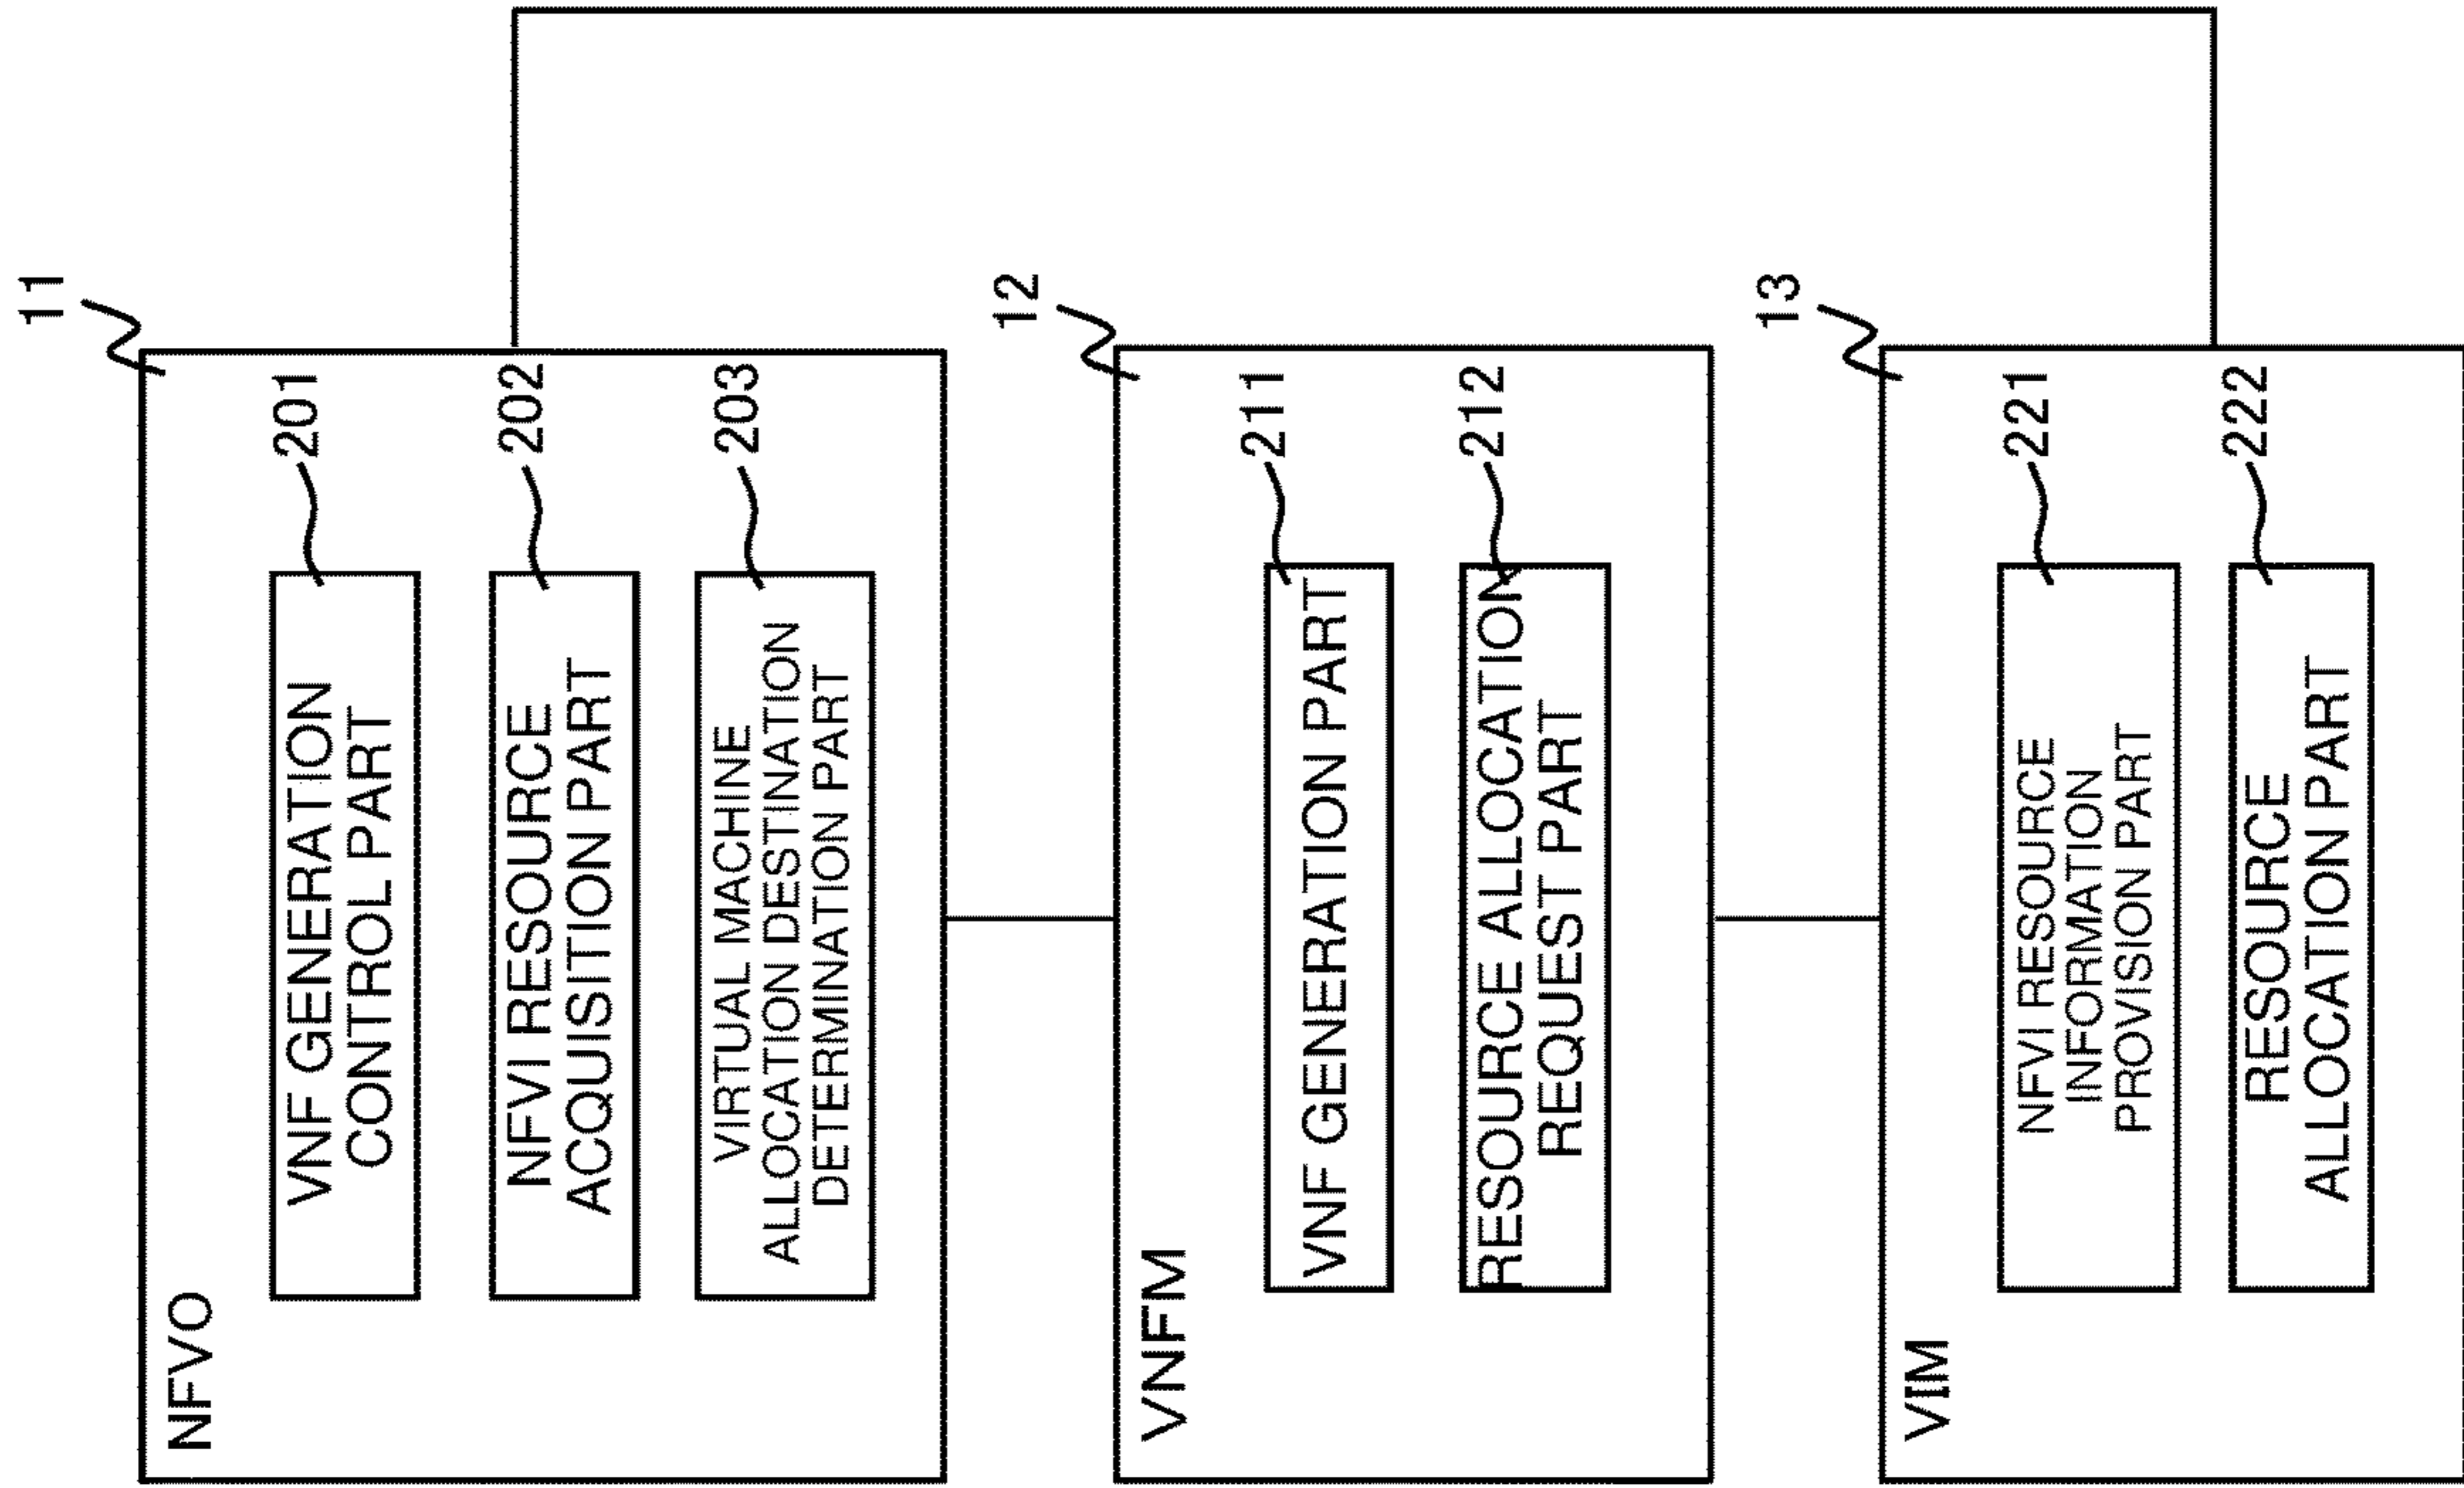 NFVO
11
VNF GENERATION
CONTROL PART
201
NFVI RESOURCE
ACQUISITION PART
202
VIRTUAL MACHINE
ALLOCATION DESTINATION
DETERMINATION PART
203
VNFM
12
VNF GENERATION PART
211
RESOURCE ALLOCATION
REQUEST PART
212
VIM
13
NFVI RESOURCE
INFORMATION
PROVISION PART
221
RESOURCE
ALLOCATION PART
222